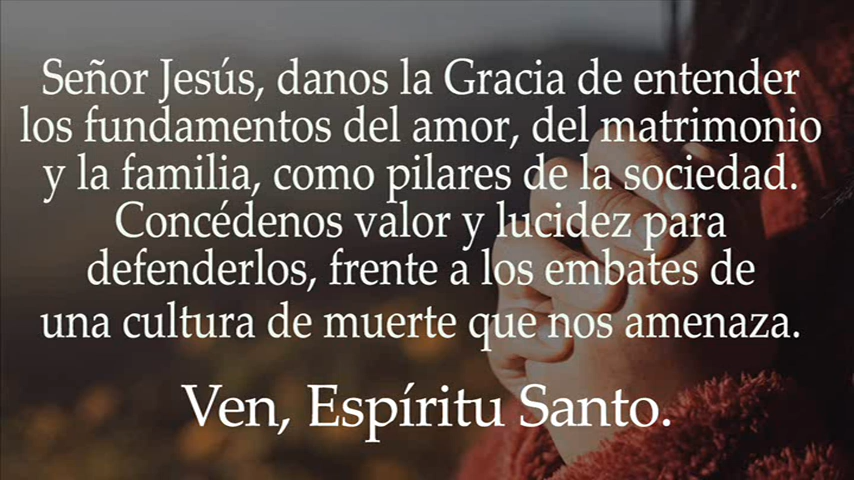 Señor Jesús, danos la Gracia de entender
los fundamentos del amor, del matrimonio
y la familia, como pilares de la sociedad.
Concédenos valor y lucidez para
defenderlos, frente a los embates de
una cultura de muerte que nos amenaza.
Ven, Espíritu Santo.